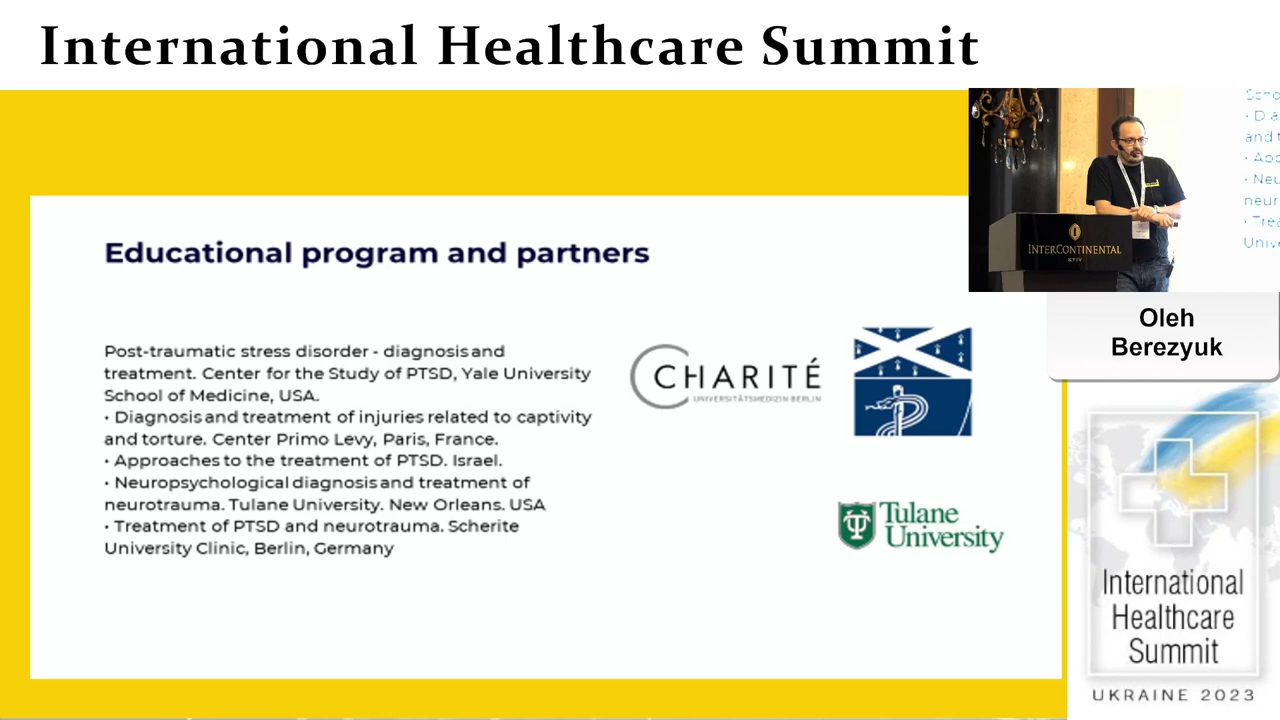 International Healthcare Summit
Educational program and partners
Post-traumatic stress disorder - diagnosis and
treatment. Center for the Study of PTSD, Yale University
School of Medicine, USA.
• Diagnosis and treatment of injuries related to captivity
and torture. Center Primo Levy, Paris, France.
• Approaches to the treatment of PTSD. Israel.
• Neuropsychological diagnosis and treatment of
neurotrauma. Tulane University. New Orleans. USA
• Treatment of PTSD and neurotrauma. Scherite
University Clinic, Berlin, Germany
CHARITÉ
UNIVERSITÄTSMEDIZIN BERLIN
Tulane
University
INTERCONTINENTAL
KYIV
Oleh
Berezyuk
International
Healthcare
Summit
UKRAINE 2023